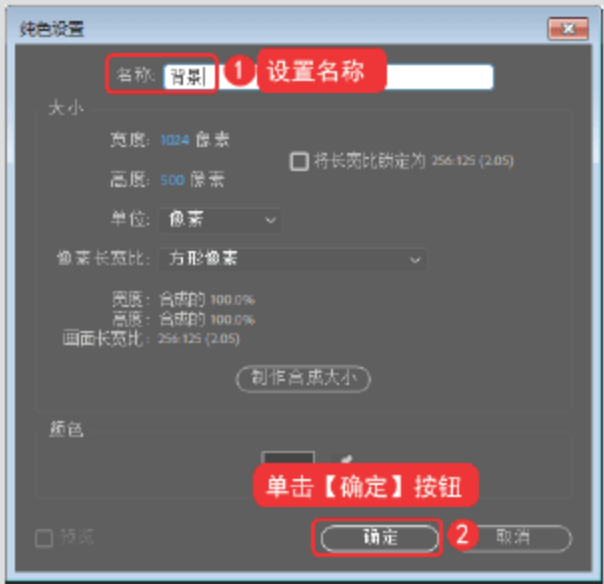 纯色设置
名称: 背景 1 设置名称
大小
宽度: 1024 像素
将长宽比锁定为 256:125 (2.05)
高度: 500 像素
单位: 像素
像素长宽比: 方形像素
宽度: 合成的 100.0%
高度: 合成的 100.0%
画面长宽比: 256:125 (2.05)
制作合成大小
颜色
单击【确定】按钮
预览 确定 2 取消